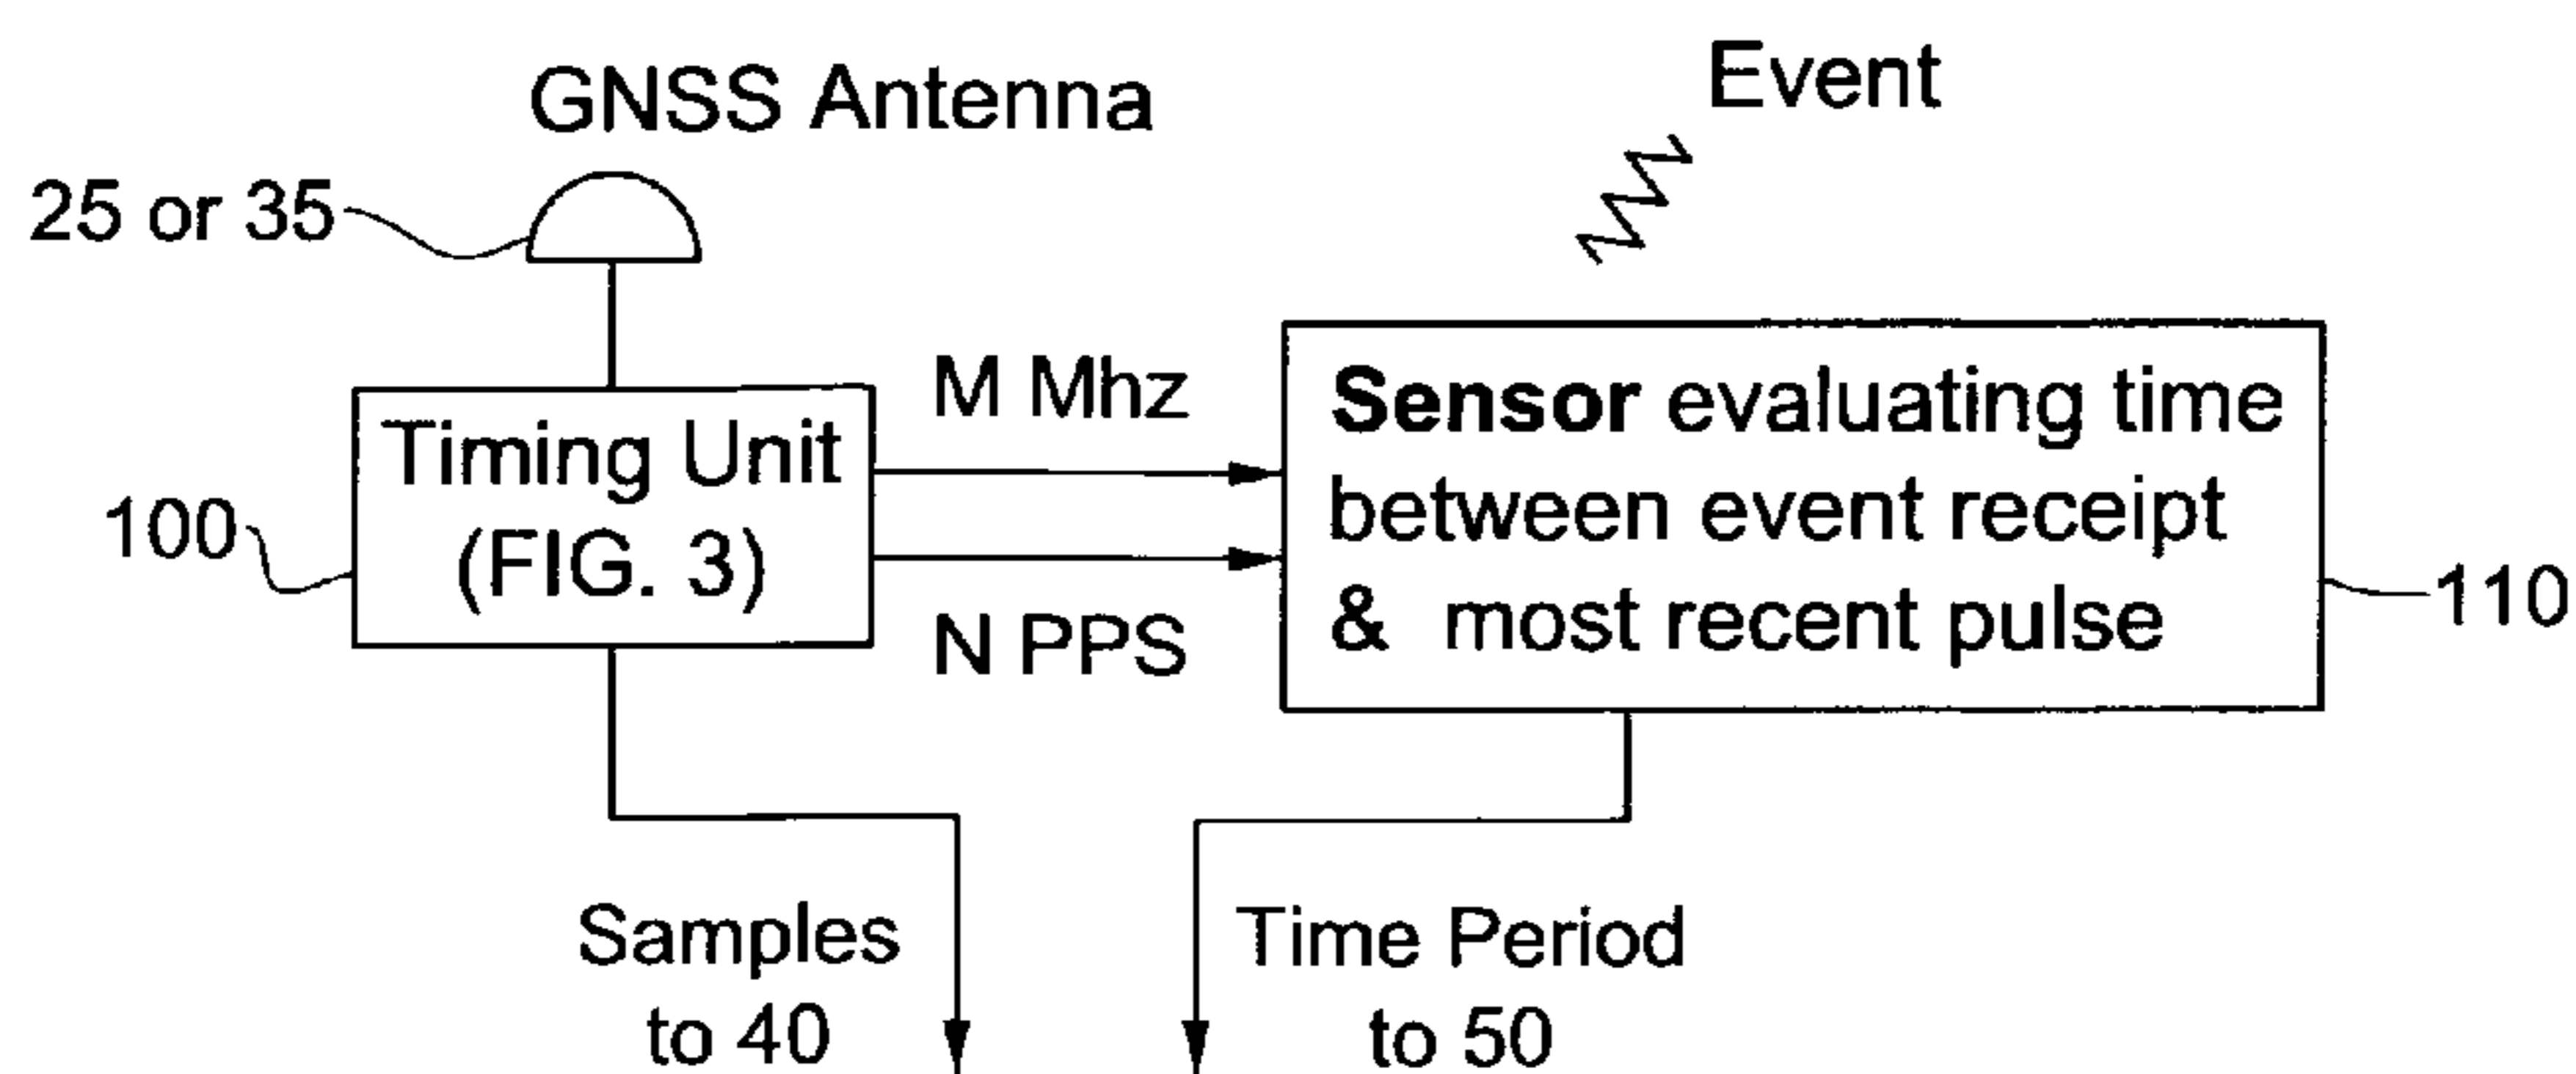 GNSS Antenna
Event
25 or 35
M Mhz
Timing Unit
(FIG. 3)
100
N PPS
Sensor evaluating time
between event receipt
& most recent pulse
110
Samples
to 40
Time Period
to 50